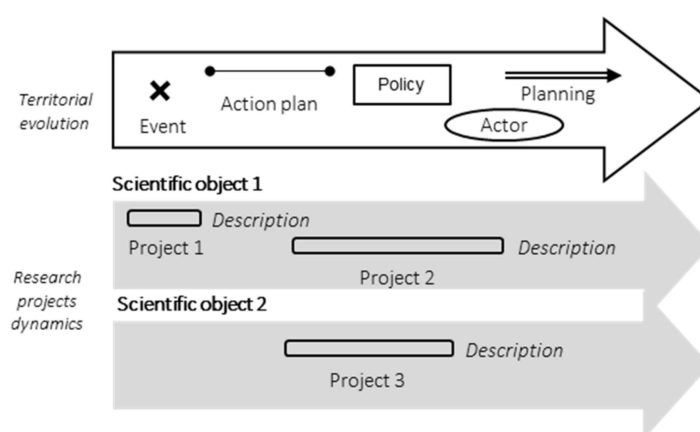 Territorial
evolution
Event
Action plan
Policy
Actor
Planning
Scientific object 1
Description
Project 1
Description
Project 2
Research
projects
dynamics
Scientific object 2
Description
Project 3